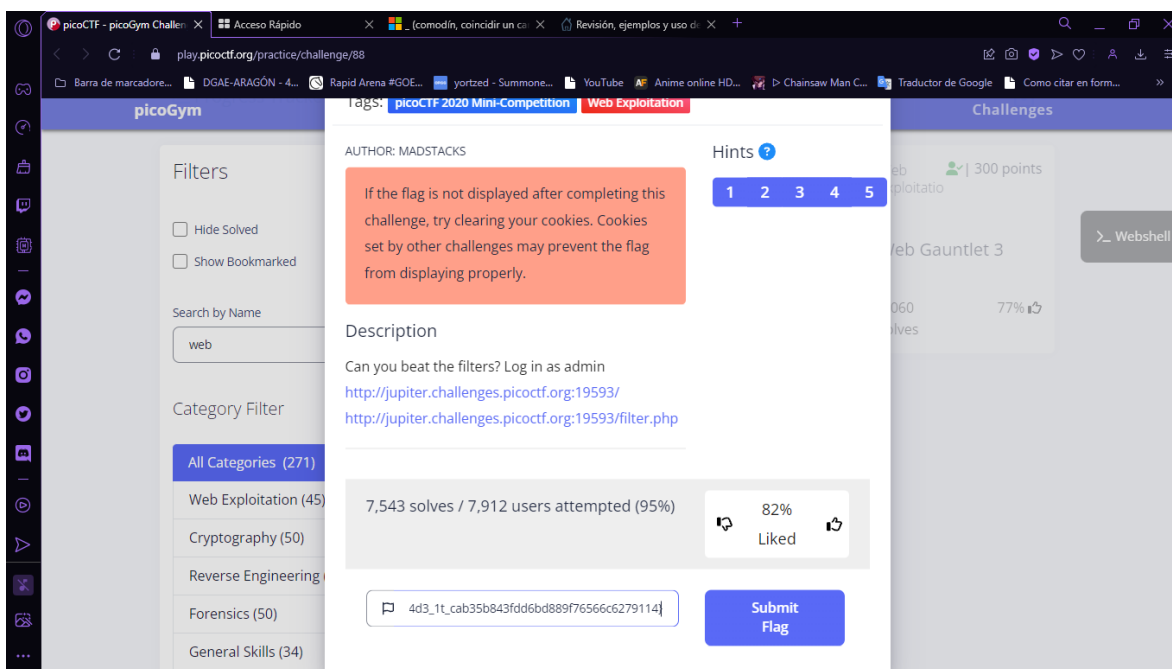 picoCTF - picoGym Challen
Acceso Rápido
_ (comodín, coincidir un ca
Revisión, ejemplos y uso d
play.picoctf.org/practice/challenge/88
Barra de marcadore...
DGAE-ARAGÓN - 4...
Rapid Arena #GOE...
yortzed - Summone...
YouTube
AF Anime online HD...
▷ Chainsaw Man C...
Traductor de Google
Como citar en form...
»
picoGym
Challenges
Tags: picoCTF 2020 Mini-Competition Web Exploitation
AUTHOR: MADSTACKS
Hints ?
1 2 3 4 5
If the flag is not displayed after completing this
challenge, try clearing your cookies. Cookies
set by other challenges may prevent the flag
from displaying properly.
Description
Can you beat the filters? Log in as admin
http://jupiter.challenges.picoctf.org:19593/
http://jupiter.challenges.picoctf.org:19593/filter.php
7,543 solves / 7,912 users attempted (95%)
82%
Liked
4d3_1t_cab35b843fdd6bd889f76566c6279114}
Submit
Flag
Filters
Hide Solved
Show Bookmarked
Search by Name
web
Category Filter
All Categories (271)
Web Exploitation (45)
Cryptography (50)
Reverse Engineering
Forensics (50)
General Skills (34)
eb
xploitatio
| 300 points
eb Gauntlet 3
060
lves
77%
>_ Webshell